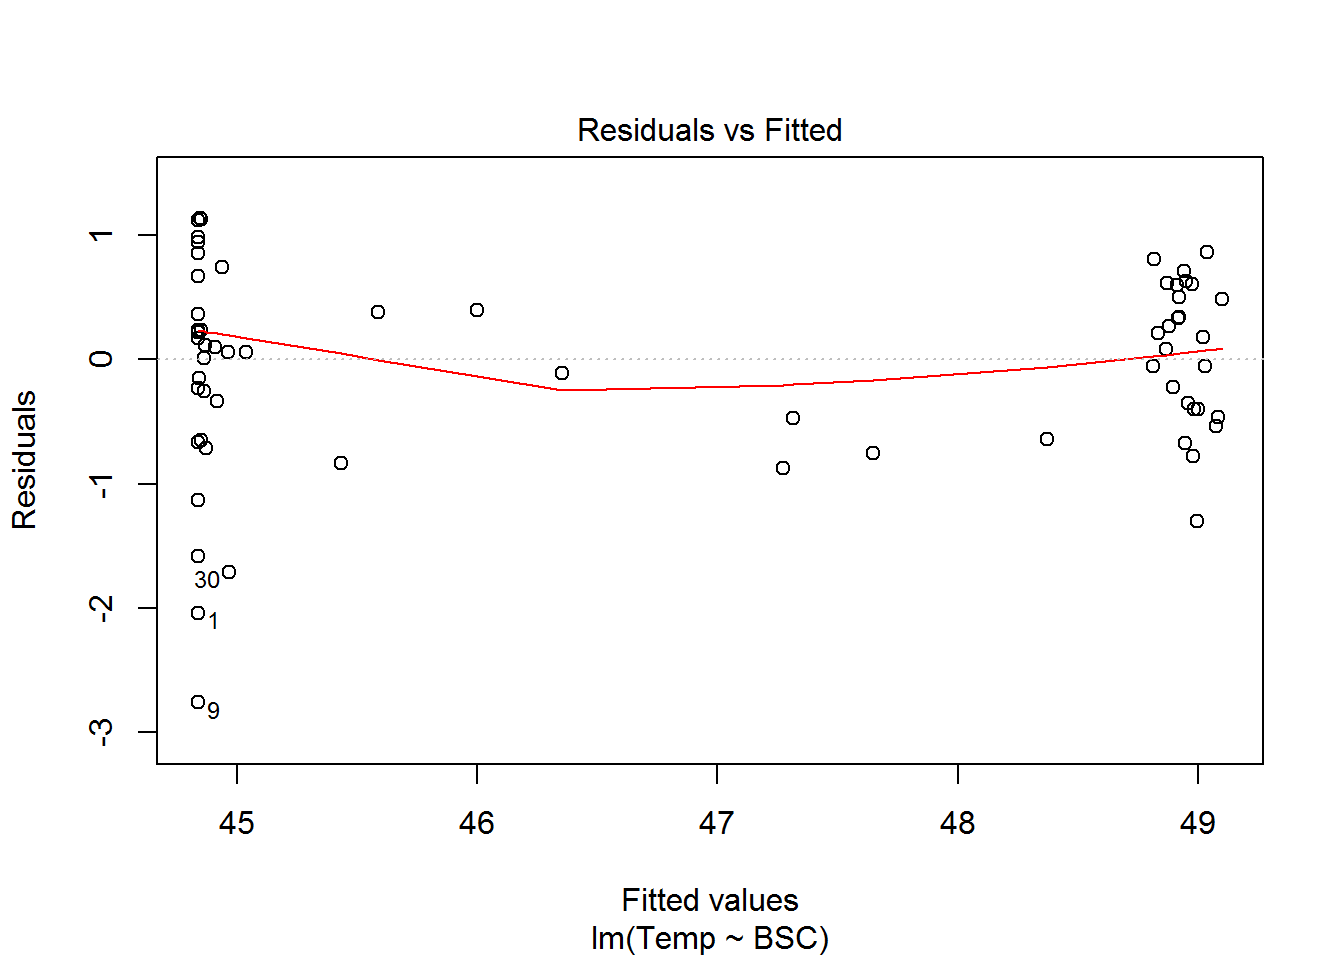 Residuals vs Fitted
Residuals
1
0
-1
-2
-3
30
1
9
45 46 47 48 49
Fitted values
lm(Temp ~ BSC)